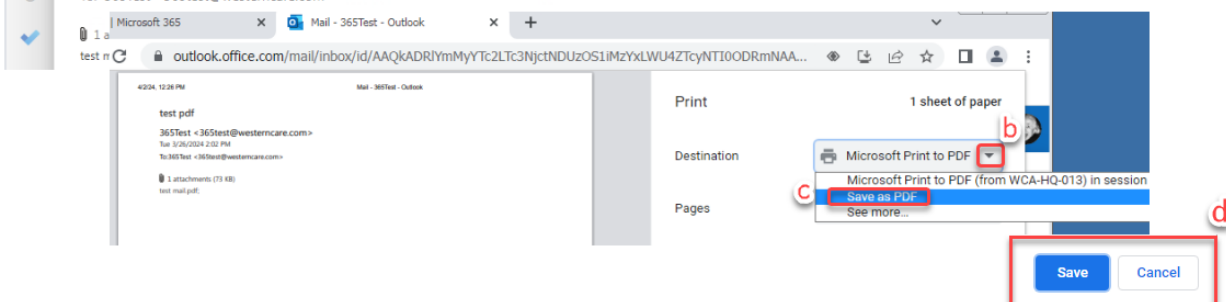 | Microsoft 365
Mail - 365Test - Outlook
1 a
test m
outlook.office.com/mail/inbox/id/AAQkADRlYmMyYTc2LTc3NjctNDUzOS1iMzYxLWU4ZTcyNTI0ODRmNAA...
4/2/24, 12:26 PM
Mail - 365Test - Outlook
test pdf
365Test <365test@westerncare.com>
Tue 3/26/2024 2:02 PM
To:365Test <365test@westerncare.com>
1 attachments (73 KB)
test mail.pdf;
Print
1 sheet of paper
b
Destination
Microsoft Print to PDF
Microsoft Print to PDF (from WCA-HQ-013) in session
c
Save as PDF
Pages
See more...
d
Save
Cancel